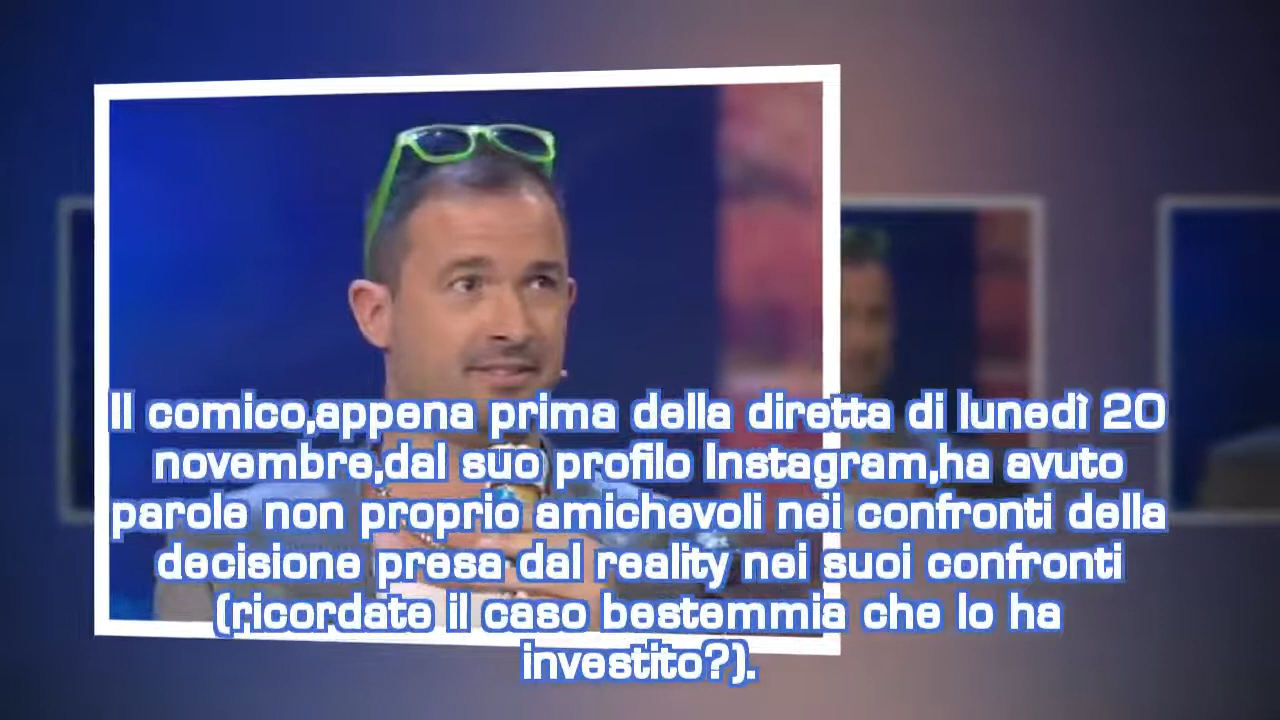 Il comico,appena prima della diretta di lunedì 20
novembre,dal suo profilo Instagram,ha avuto
parole non proprio amichevoli nei confronti della
decisione presa dal reality nei suoi confronti
(ricordate il caso bestemmia che lo ha
investito?).